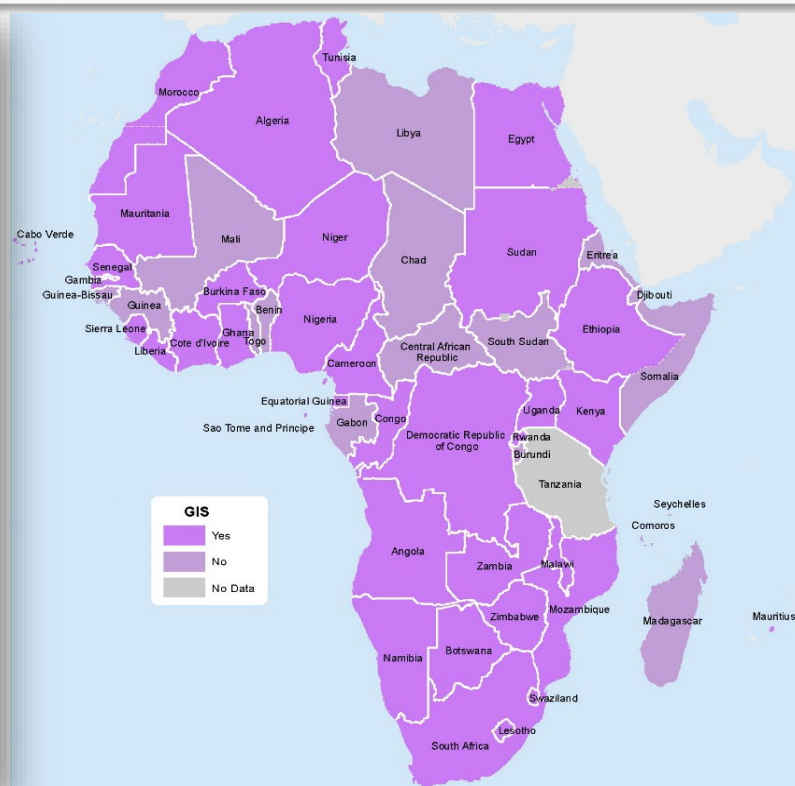 Tunisia
Morocco
Algeria
Libya
Egypt
Mauritania
Mali
Niger
Chad
Sudan
Eritrea
Cabo Verde
Senegal
Gambia
Guinea-Bissau
Guinea
Burkina Faso
Benin
Djibouti
Sierra Leone
Liberia
Cote d'Ivoire
Ghana
Togo
Nigeria
Central African
Republic
South Sudan
Ethiopia
Somalia
Cameroon
Equatorial Guinea
Sao Tome and Principe
Gabon
Congo
Democratic Republic
of Congo
Uganda
Kenya
Rwanda
Burundi
Tanzania
Seychelles
Comoros
GIS
Yes
No
No Data
Angola
Zambia
Malawi
Mozambique
Zimbabwe
Madagascar
Mauritius
Namibia
Botswana
Swaziland
Lesotho
South Africa